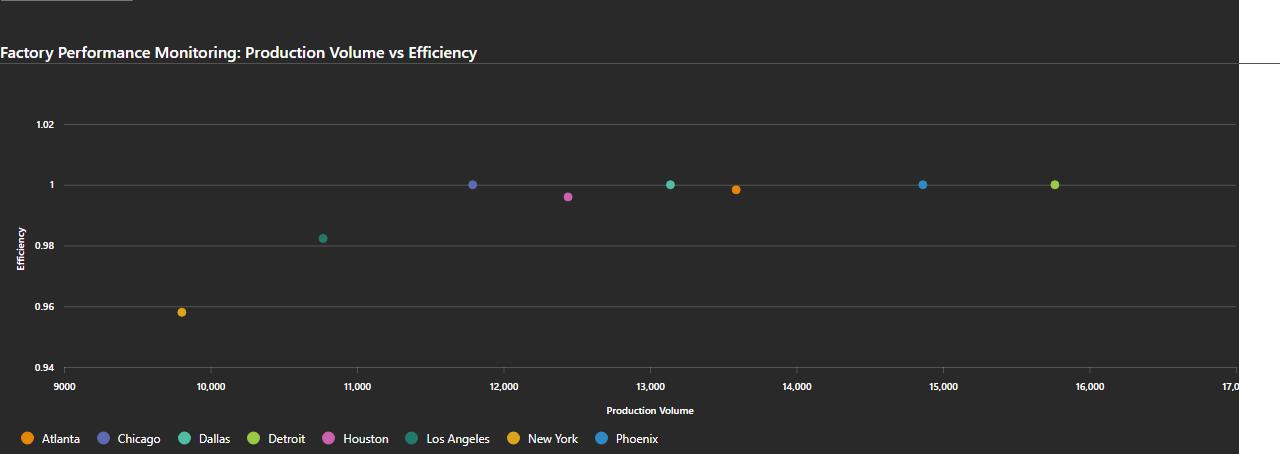 Factory Performance Monitoring: Production Volume vs Efficiency
1.02
1
0.98
0.96
0.94
Efficiency
9000 10,000 11,000 12,000 13,000 14,000 15,000 16,000 17,0
Production Volume
Atlanta Chicago Dallas Detroit Houston Los Angeles New York Phoenix